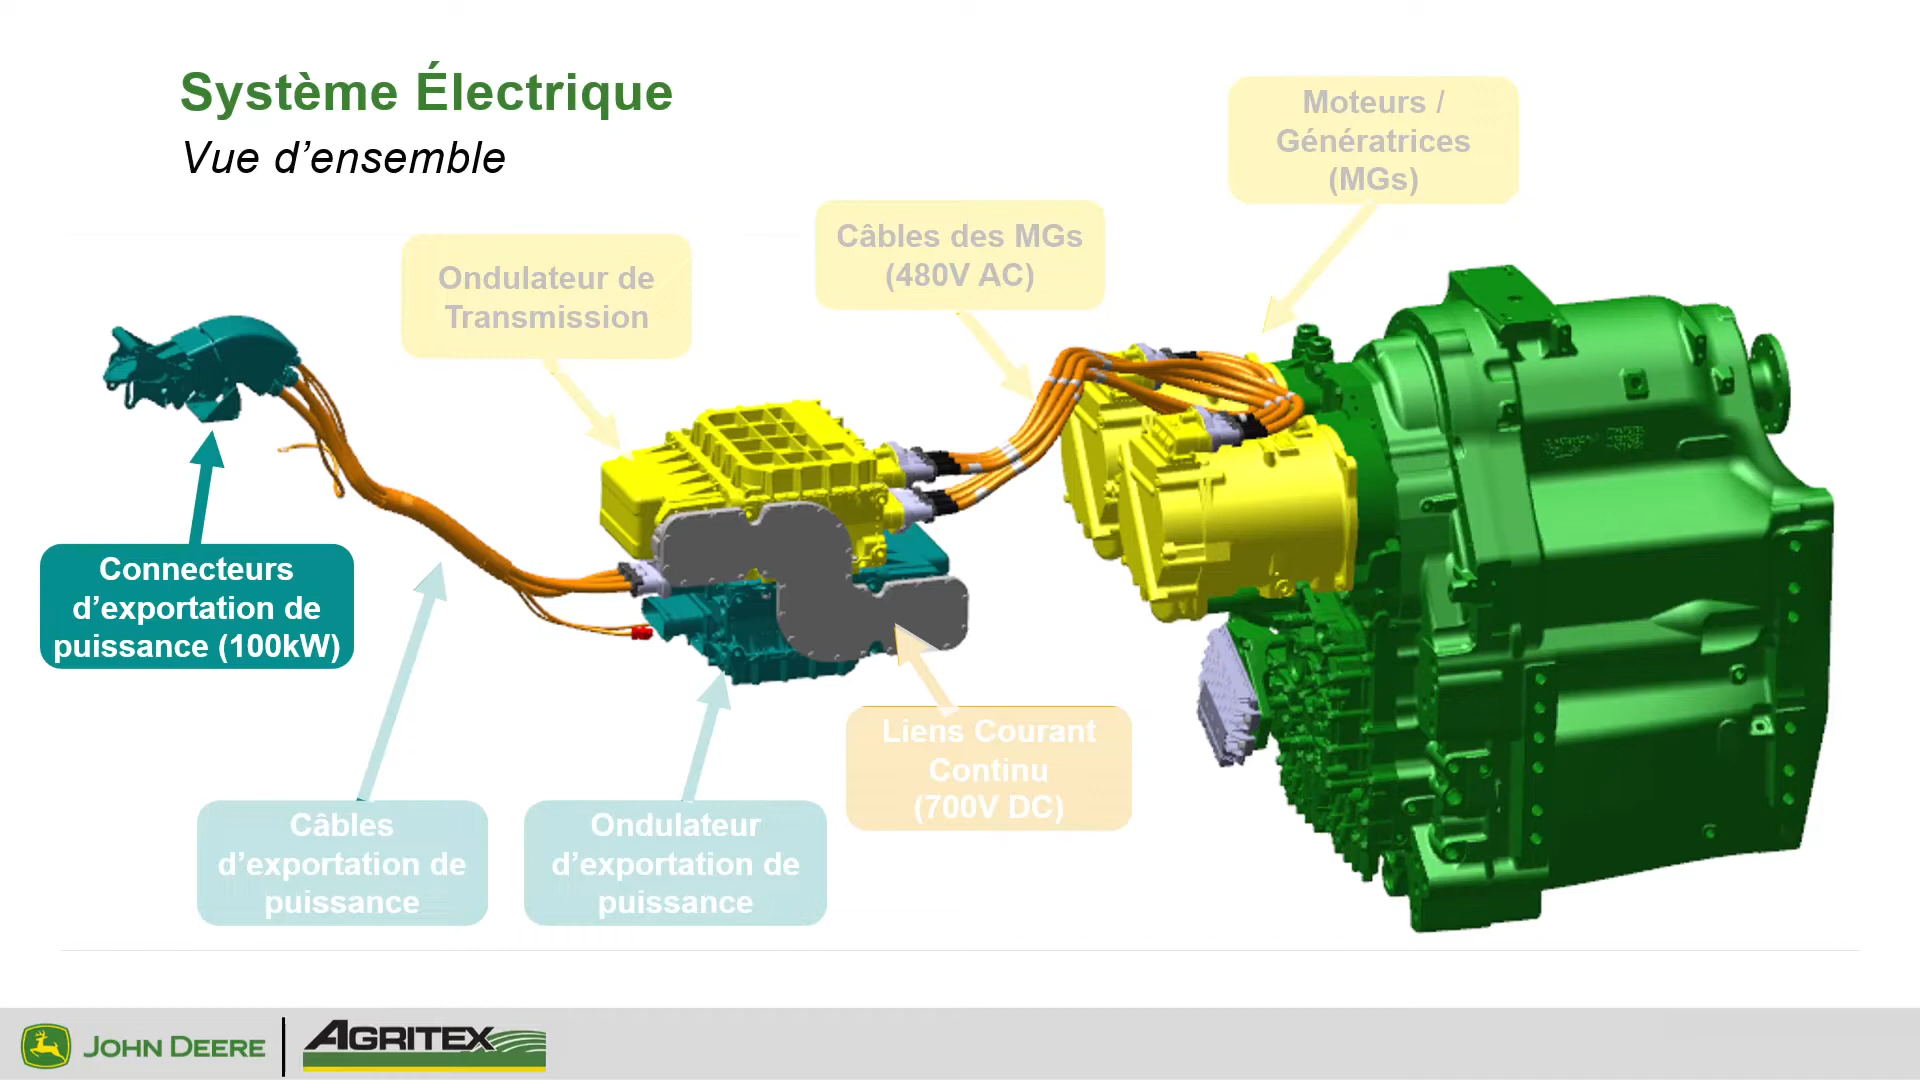 Système Électrique
Vue d’ensemble
Moteurs /
Génératrices
(MGs)
Câbles des MGs
(480V AC)
Ondulateur de
Transmission
Connecteurs
d’exportation de
puissance (100kW)
Liens Courant
Continu
(700V DC)
Câbles
d’exportation de
puissance
Ondulateur
d’exportation de
puissance
JOHN DEERE
AGRITEX